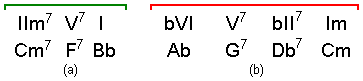 IIm⁷ V⁷ I bVI V⁷ bII⁷ Im
Cm⁷ F⁷ Bb Ab G⁷ Db⁷ Cm
(a) (b)